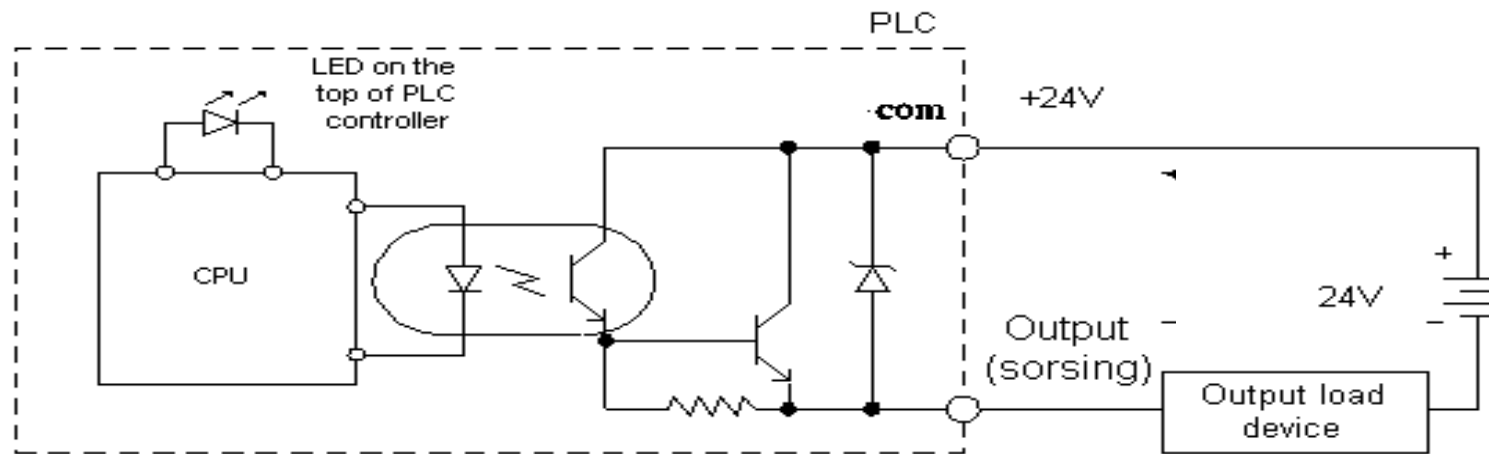 PLC
LED on the
top of PLC
controller
com
+24V
CPU
+
24V
−
−
Output
(sorsing)
Output load
device